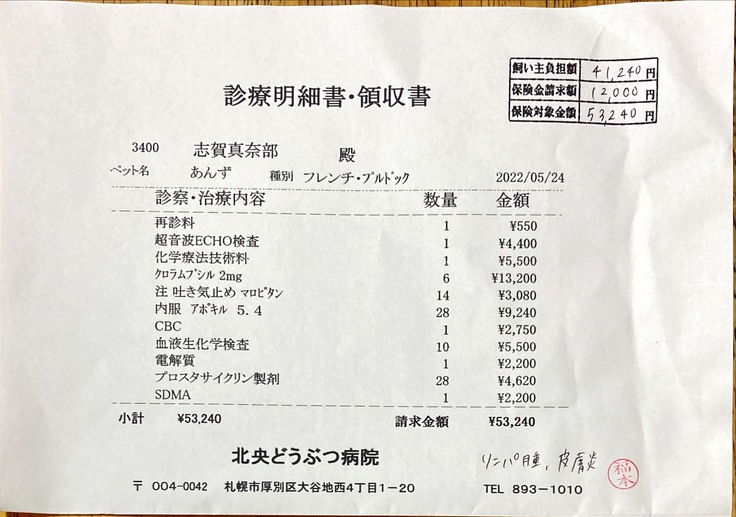 飼い主負担額 41,240円
保険金請求額 12,000円
保険対象金額 53,240円
診療明細書・領収書
3400 志賀真奈部 殿
ペット名 あんず 種別 フレンチ・ブルドック 2022/05/24
診察・治療内容 数量 金額
再診料 1 ¥550
超音波ECHO検査 1 ¥4,400
化学療法技術料 1 ¥5,500
クロラムブシル 2mg 6 ¥13,200
注 吐き気止め マロピタン 14 ¥3,080
内服 アポキル 5.4 28 ¥9,240
CBC 1 ¥2,750
血液生化学検査 10 ¥5,500
電解質 1 ¥2,200
プロスタサイクリン製剤 28 ¥4,620
SDMA 1 ¥2,200
小計 ¥53,240 請求金額 ¥53,240
北央どうぶつ病院 リンパ腫、皮膚炎 稲本
〒 004-0042 札幌市厚別区大谷地西4丁目1-20 TEL 893-1010